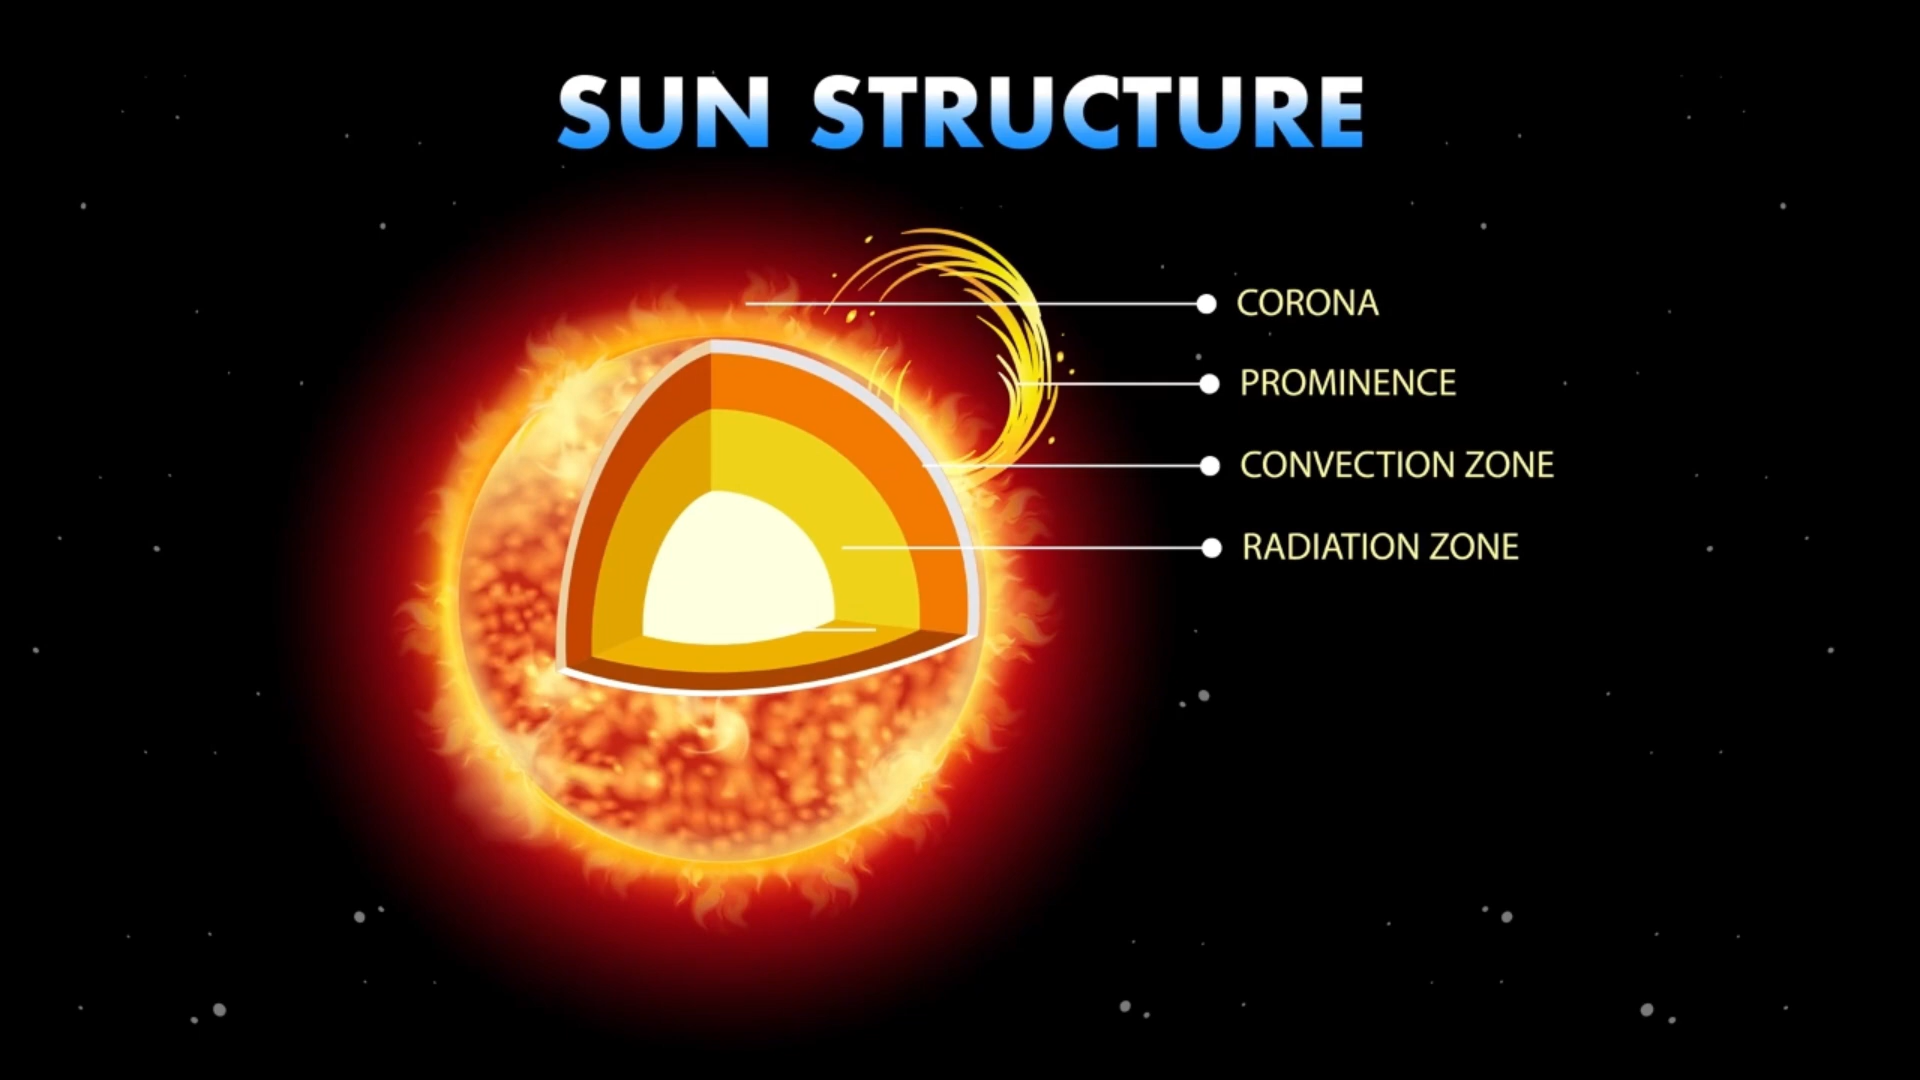 SUN STRUCTURE
CORONA
PROMINENCE
CONVECTION ZONE
RADIATION ZONE